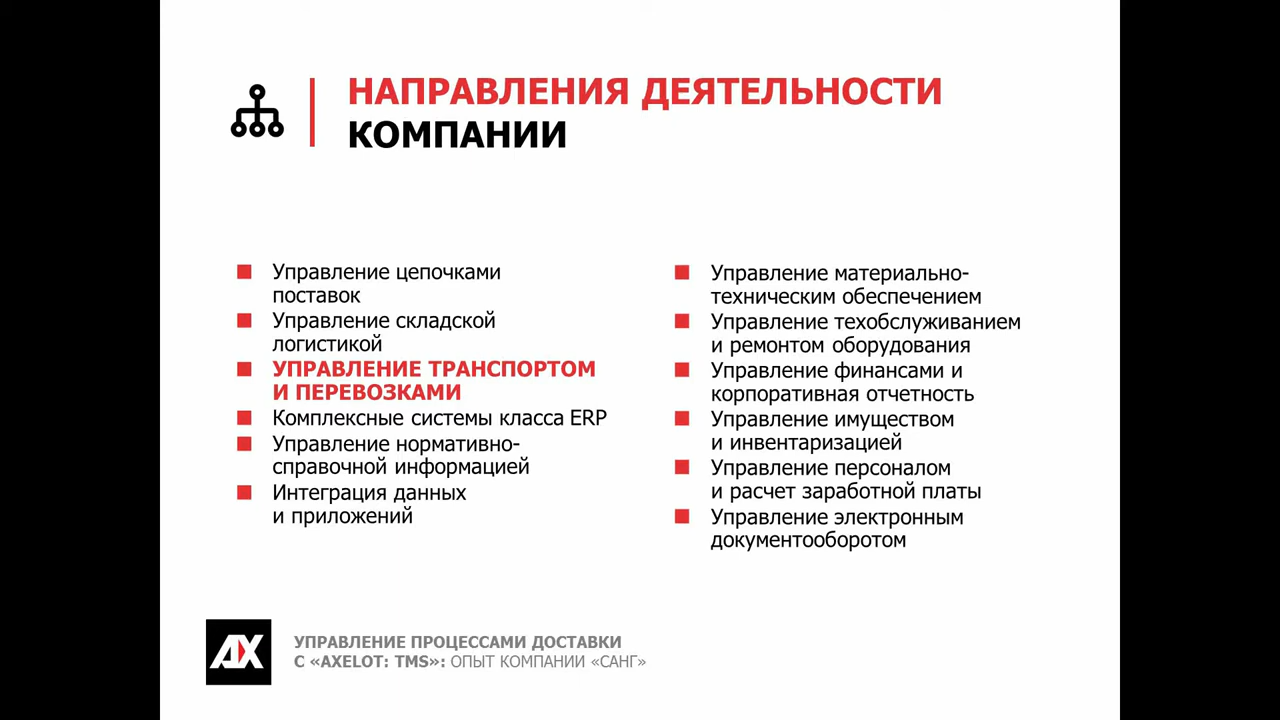 НАПРАВЛЕНИЯ ДЕЯТЕЛЬНОСТИ
КОМПАНИИ
Управление цепочками
поставок
Управление складской
логистикой
УПРАВЛЕНИЕ ТРАНСПОРТОМ
И ПЕРЕВОЗКАМИ
Комплексные системы класса ERP
Управление нормативно-
справочной информацией
Интеграция данных
и приложений
Управление материально-
техническим обеспечением
Управление техобслуживанием
и ремонтом оборудования
Управление финансами и
корпоративная отчетность
Управление имуществом
и инвентаризацией
Управление персоналом
и расчет заработной платы
Управление электронным
документооборотом
AX
УПРАВЛЕНИЕ ПРОЦЕССАМИ ДОСТАВКИ
С «AXELOT: TMS»: ОПЫТ КОМПАНИИ «САНГ»